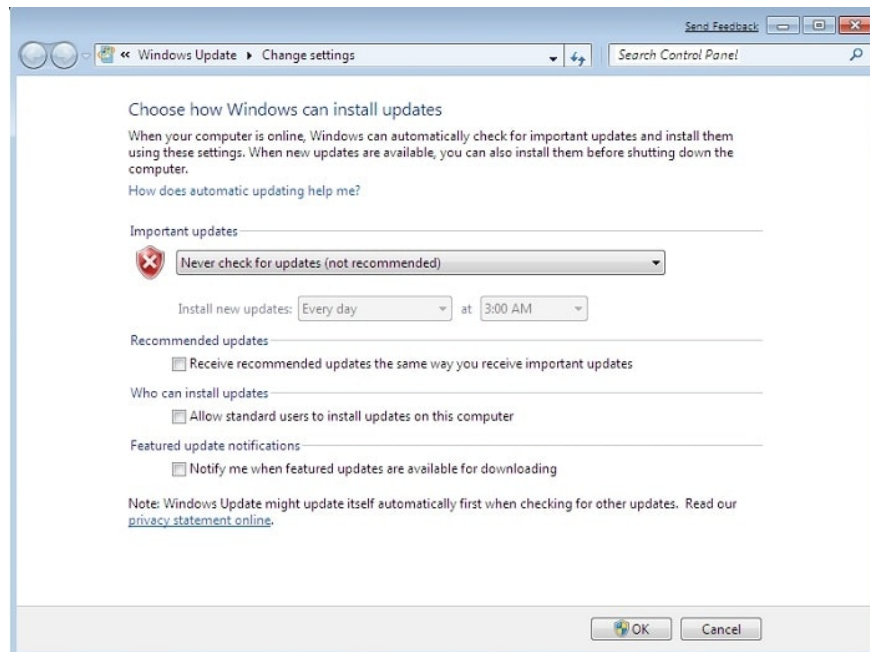 Send Feedback
« Windows Update ▸ Change settings
Search Control Panel
Choose how Windows can install updates
When your computer is online, Windows can automatically check for important updates and install them
using these settings. When new updates are available, you can also install them before shutting down the
computer.
How does automatic updating help me?
Important updates
Never check for updates (not recommended)
Install new updates: Every day at 3:00 AM
Recommended updates
Receive recommended updates the same way you receive important updates
Who can install updates
Allow standard users to install updates on this computer
Featured update notifications
Notify me when featured updates are available for downloading
Note: Windows Update might update itself automatically first when checking for other updates. Read our
privacy statement online.
OK Cancel